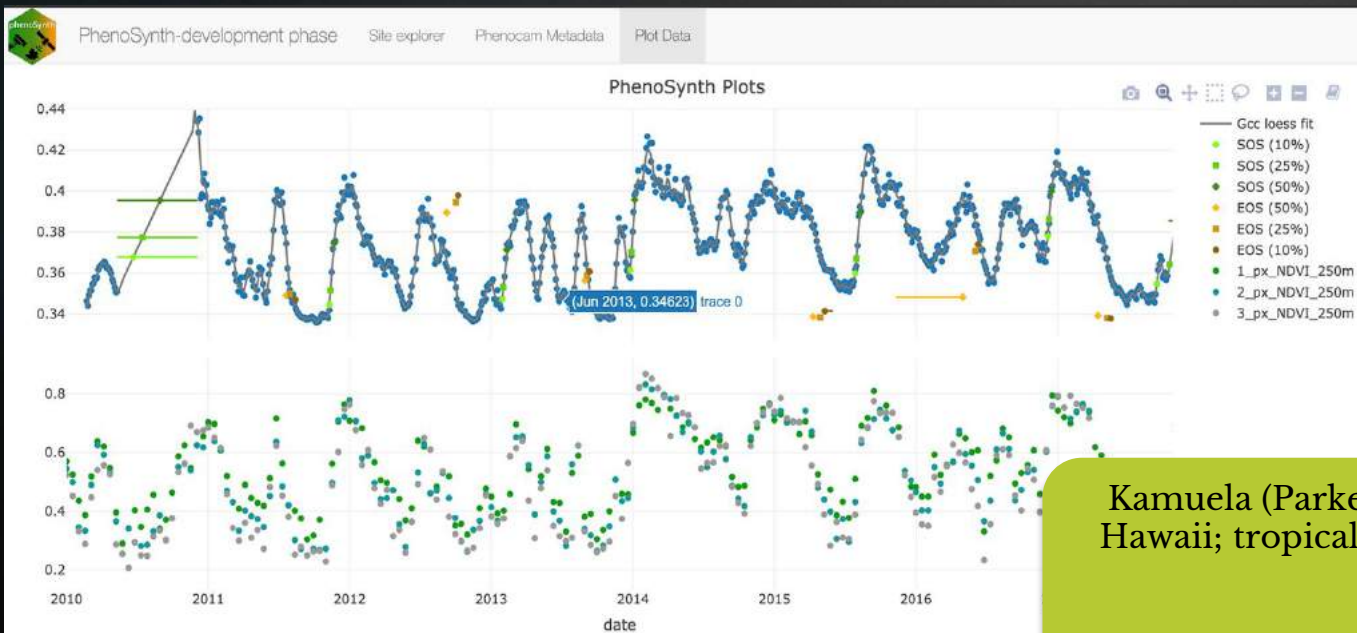 phenoSynth
PhenoSynth-development phase
Site explorer
Phenocam Metadata
Plot Data
PhenoSynth Plots
0.44
0.42
0.4
0.38
0.36
0.34
(Jun 2013, 0.34623) trace 0
Gcc loess fit
SOS (10%)
SOS (25%)
SOS (50%)
EOS (50%)
EOS (25%)
EOS (10%)
1_px_NDVI_250m
2_px_NDVI_250m
3_px_NDVI_250m
0.8
0.6
0.4
0.2
2010
2011
2012
2013
2014
2015
2016
date
Kamuela (Parke
Hawaii; tropical